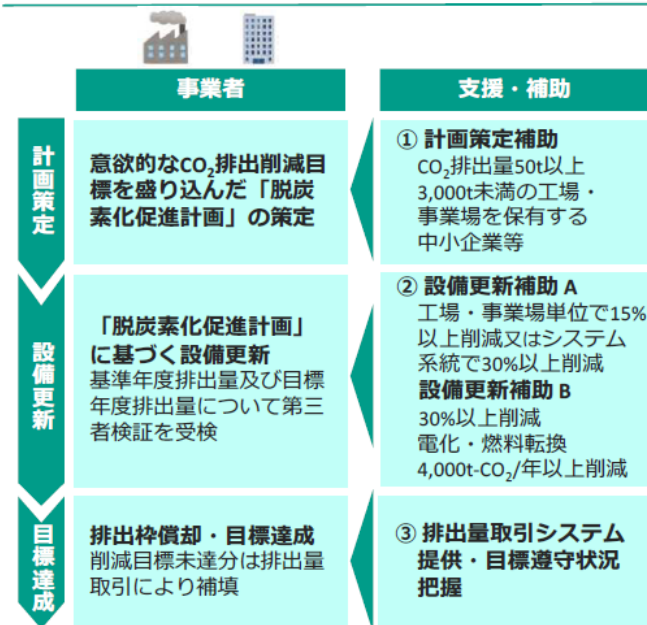 事業者
支援・補助
計画策定
意欲的なCO₂排出削減目
標を盛り込んだ「脱炭
素化促進計画」の策定
① 計画策定補助
CO₂排出量50t以上
3,000t未満の工場・
事業場を保有する
中小企業等
設備更新
「脱炭素化促進計画」
に基づく設備更新
基準年度排出量及び目標
年度排出量について第三
者検証を受検
② 設備更新補助 A
工場・事業場単位で15%
以上削減又はシステム
系統で30%以上削減
設備更新補助 B
30%以上削減
電化・燃料転換
4,000t-CO₂/年以上削減
目標達成
排出枠償却・目標達成
削減目標未達分は排出量
取引により補填
③ 排出量取引システム
提供・目標遵守状況
把握